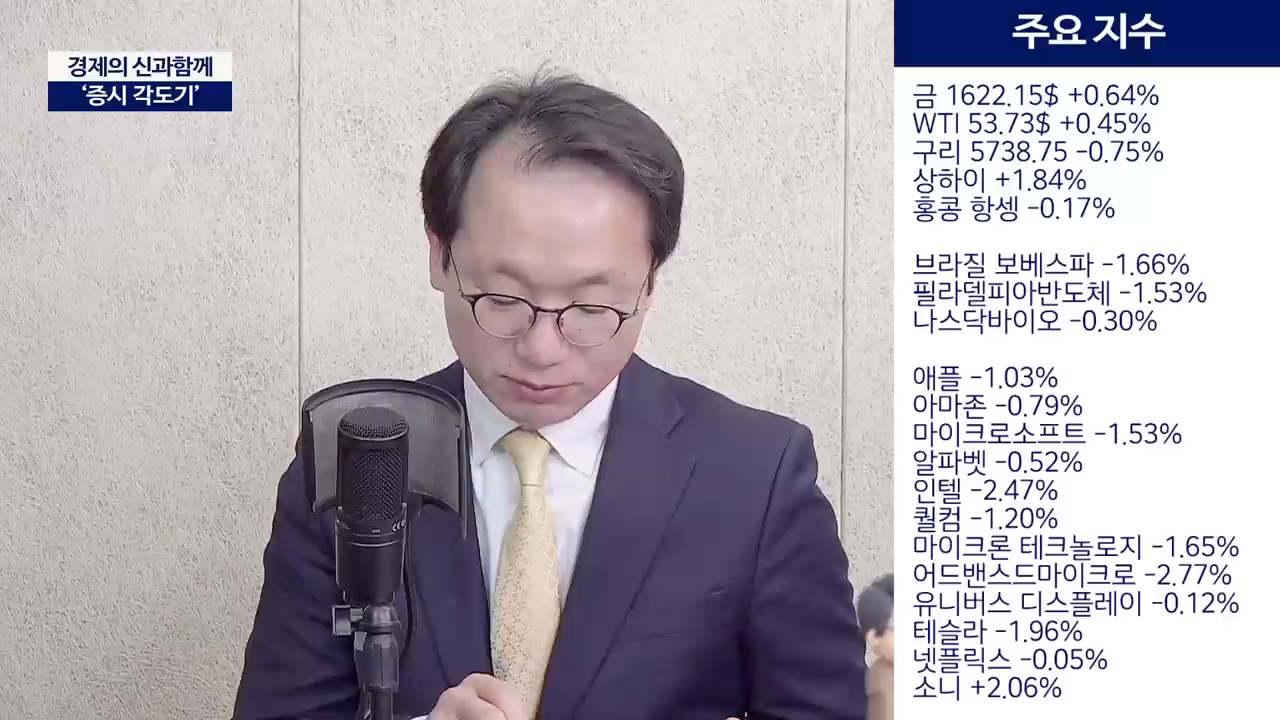 경제의 신과함께
‘증시 각도기’
주요 지수
금 1622.15$ +0.64%
WTI 53.73$ +0.45%
구리 5738.75 -0.75%
상하이 +1.84%
홍콩 항셍 -0.17%
브라질 보베스파 -1.66%
필라델피아반도체 -1.53%
나스닥바이오 -0.30%
애플 -1.03%
아마존 -0.79%
마이크로소프트 -1.53%
알파벳 -0.52%
인텔 -2.47%
퀄컴 -1.20%
마이크론 테크놀로지 -1.65%
어드밴스드마이크로 -2.77%
유니버스 디스플레이 -0.12%
테슬라 -1.96%
넷플릭스 -0.05%
소니 +2.06%